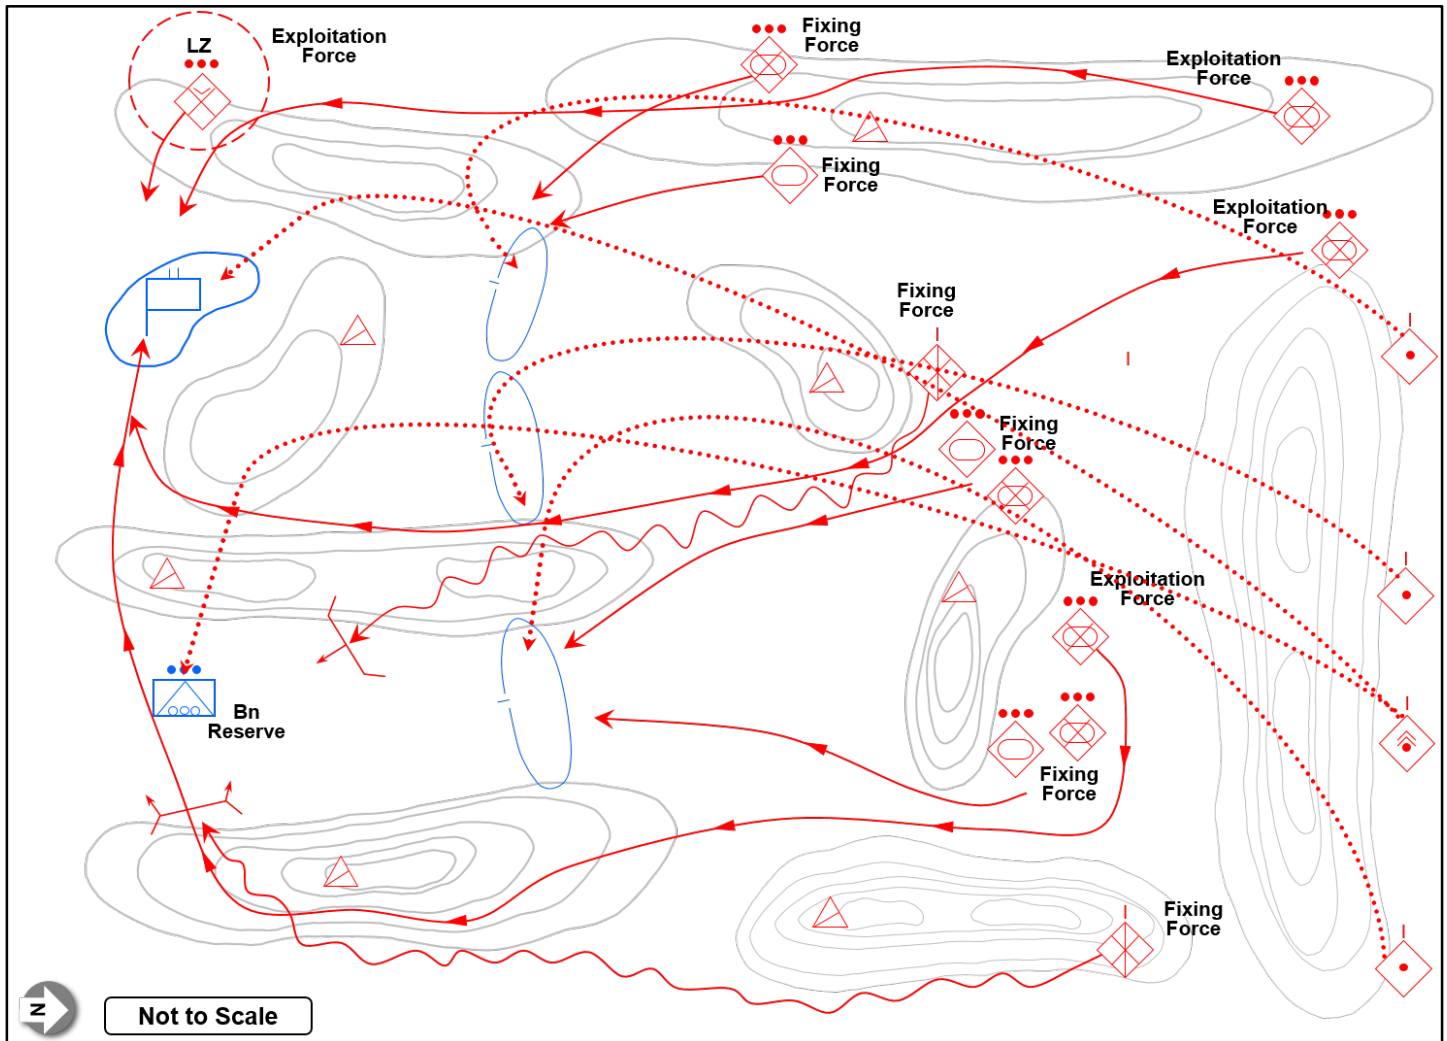 LZ
Exploitation
Force
Fixing
Force
Exploitation
Force
Fixing
Force
Exploitation
Force
Fixing
Force
Fixing
Force
Exploitation
Force
Bn
Reserve
Fixing
Force
Fixing
Force
N
Not to Scale